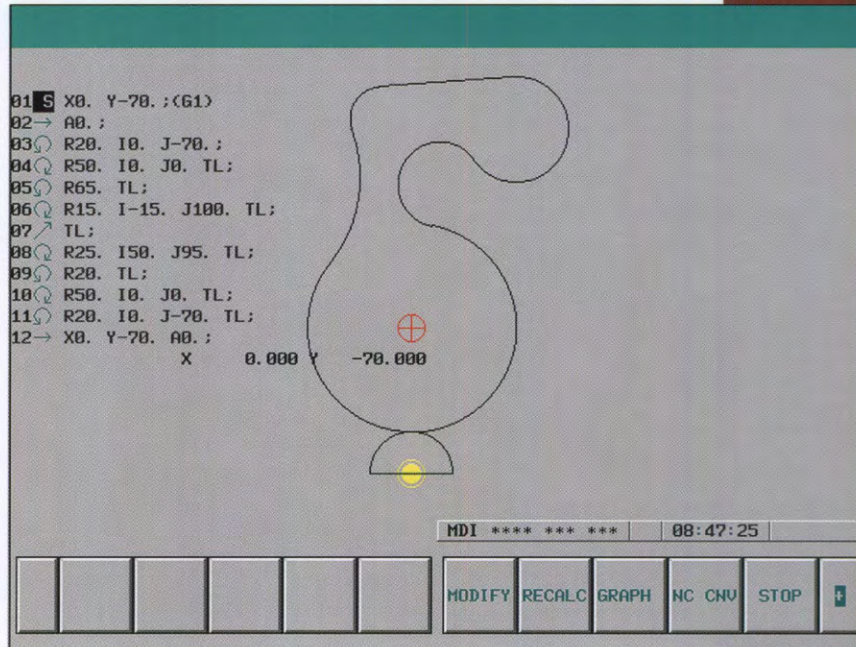 01 S X0. Y-70.;(G1)
02→ A0.;
03↺ R20. I0. J-70.;
04↻ R50. I0. J0. TL;
05↺ R65. TL;
06↻ R15. I-15. J100. TL;
07↗ TL;
08↻ R25. I50. J95. TL;
09↺ R20. TL;
10↻ R50. I0. J0. TL;
11↺ R20. I0. J-70. TL;
12→ X0. Y-70. A0.;
X 0.000 Y -70.000
MDI **** *** *** 08:47:25
MODIFY RECALC GRAPH NC CNV STOP +